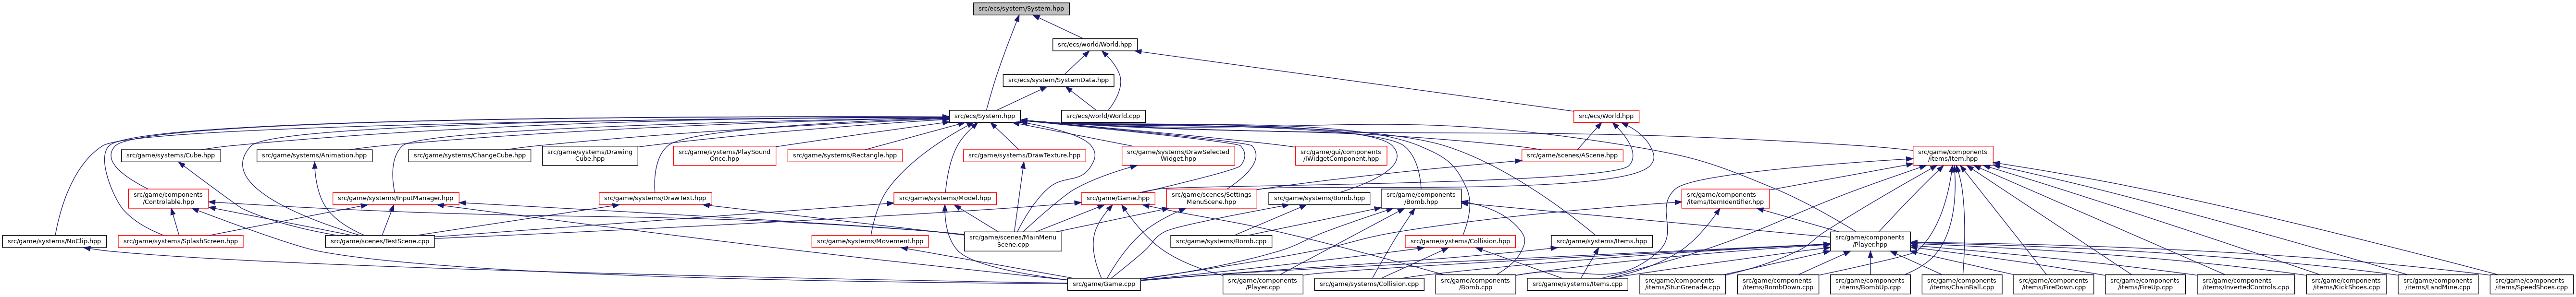 src/ecs/system/System.hpp
src/ecs/world/World.hpp
src/ecs/system/SystemData.hpp
src/ecs/System.hpp
src/ecs/world/World.cpp
src/ecs/World.hpp
src/game/systems/Cube.hpp
src/game/systems/Animation.hpp
src/game/systems/ChangeCube.hpp
src/game/systems/Drawing
Cube.hpp
src/game/systems/PlaySound
Once.hpp
src/game/systems/Rectangle.hpp
src/game/systems/DrawTexture.hpp
src/game/systems/DrawSelected
Widget.hpp
src/game/gui/components
/IWidgetComponent.hpp
src/game/scenes/AScene.hpp
src/game/components
/items/Item.hpp
src/game/components
/Controlable.hpp
src/game/systems/InputManager.hpp
src/game/systems/DrawText.hpp
src/game/systems/Model.hpp
src/game/Game.hpp
src/game/scenes/Settings
MenuScene.hpp
src/game/systems/Bomb.hpp
src/game/components
/Bomb.hpp
src/game/components
/items/ItemIdentifier.hpp
src/game/systems/NoClip.hpp
src/game/systems/SplashScreen.hpp
src/game/scenes/TestScene.cpp
src/game/systems/Movement.hpp
src/game/scenes/MainMenu
Scene.cpp
src/game/systems/Bomb.cpp
src/game/systems/Collision.hpp
src/game/systems/Items.hpp
src/game/components
/Player.hpp
src/game/Game.cpp
src/game/components
/Player.cpp
src/game/systems/Collision.cpp
src/game/components
/Bomb.cpp
src/game/systems/Items.cpp
src/game/components
/items/StunGrenade.cpp
src/game/components
/items/BombDown.cpp
src/game/components
/items/BombUp.cpp
src/game/components
/items/ChainBall.cpp
src/game/components
/items/FireDown.cpp
src/game/components
/items/FireUp.cpp
src/game/components
/items/InvertedControls.cpp
src/game/components
/items/KickShoes.cpp
src/game/components
/items/LandMine.cpp
src/game/components
/items/SpeedShoes.cpp